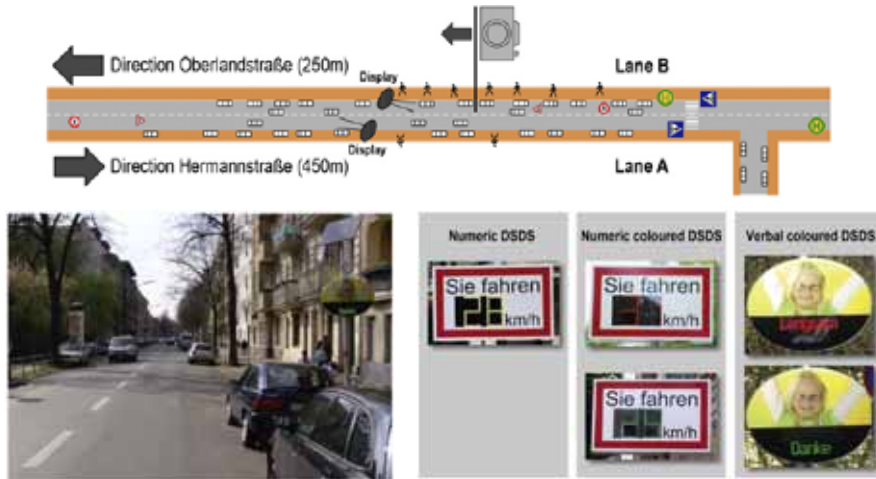 Direction Oberlandstraße (250m)
Display
Lane B
Display
Direction Hermannstraße (450m)
Lane A
Numeric DSDS
Numeric coloured DSDS
Verbal coloured DSDS
Sie fahren
km/h
Sie fahren
km/h
Langsam
Sie fahren
km/h
Danke